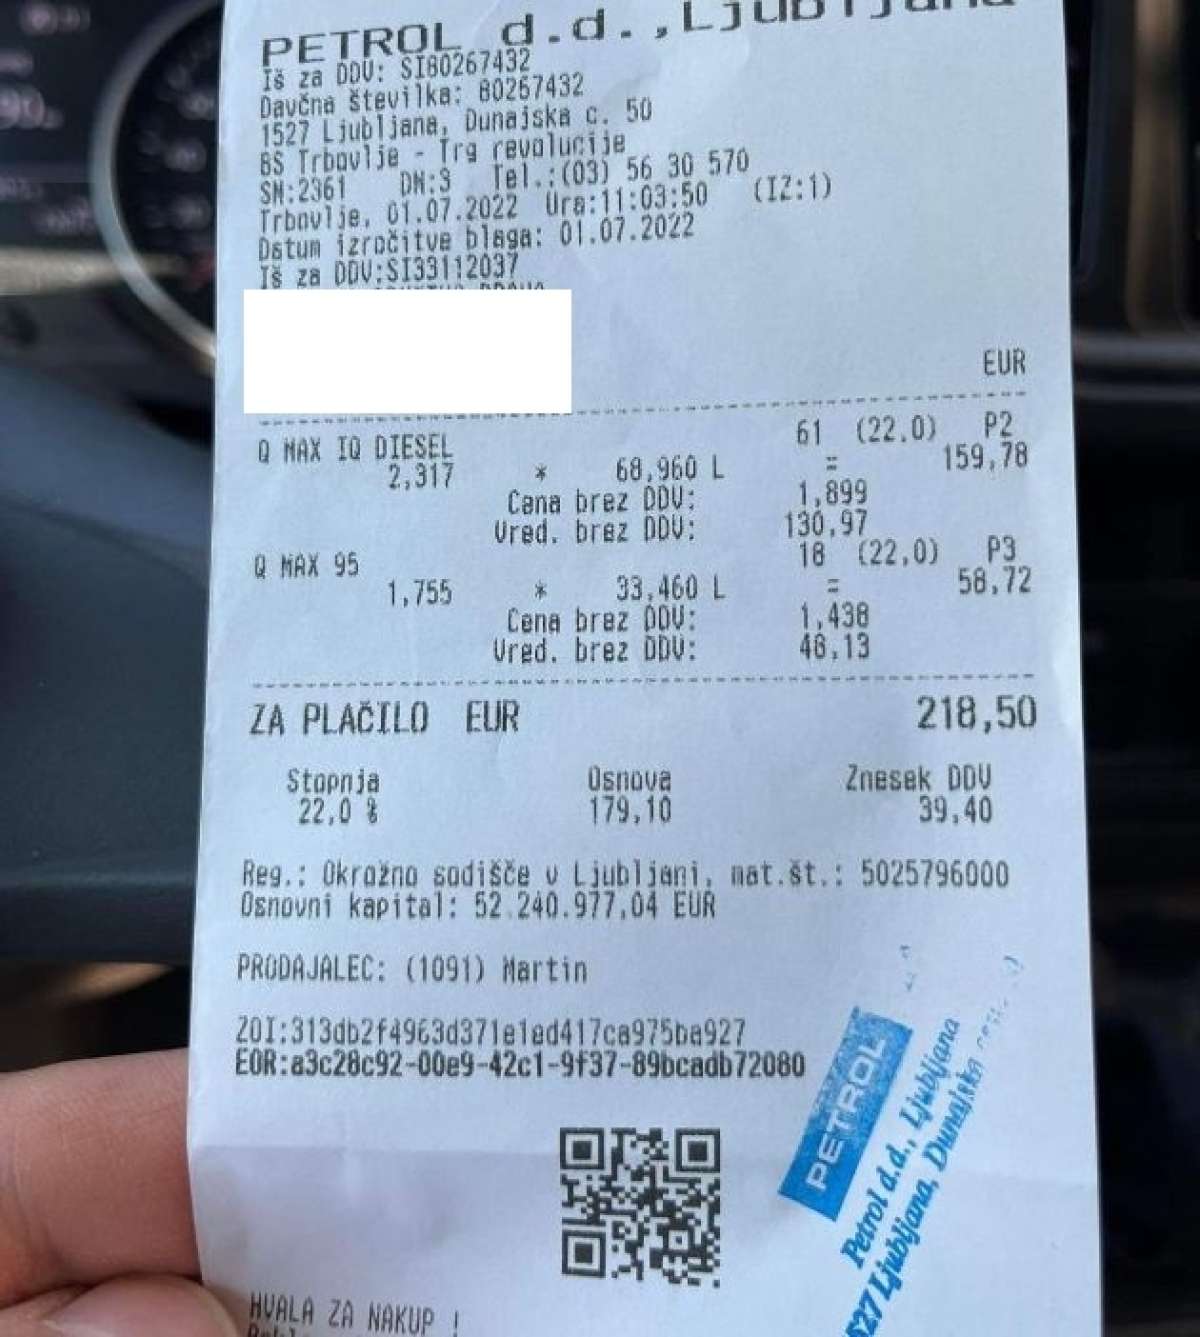 PETROL d.d.,Ljubljana
Iš za DDV: SI80267432
Davčna številka: 80267432
1527 Ljubljana, Dunajska c. 50
BS Trbovlje - Trg revolucije
SM:2361 DN:3 Tel.:(03) 56 30 570
Trbovlje, 01.07.2022 Ura:11:03:50 (IZ:1)
Datum izročitve blaga: 01.07.2022
Iš za DDV:SI33112037
EUR
Q MAX IQ DIESEL 61 (22,0) P2
2,317 * 68,960 L = 159,78
Cena brez DDV: 1,899
Vred. brez DDV: 130,97
Q MAX 95 18 (22,0) P3
1,755 * 33,460 L = 58,72
Cena brez DDV: 1,438
Vred. brez DDV: 48,13
ZA PLAČILO EUR 218,50
Stopnja Osnova Znesek DDV
22,0 % 179,10 39,40
Reg.: Okrožno sodišče v Ljubljani, mat.št.: 5025796000
Osnovni kapital: 52.240.977,04 EUR
PRODAJALEC: (1091) Martin
ZOI:313db2f4963d371e1ed417ca975ba927
EOR:a3c28c92-00e9-42c1-9f37-89bcadb72080
PETROL
Petrol d.d., Ljubljana
527 Ljubljana, Dunajska
HVALA ZA NAKUP !